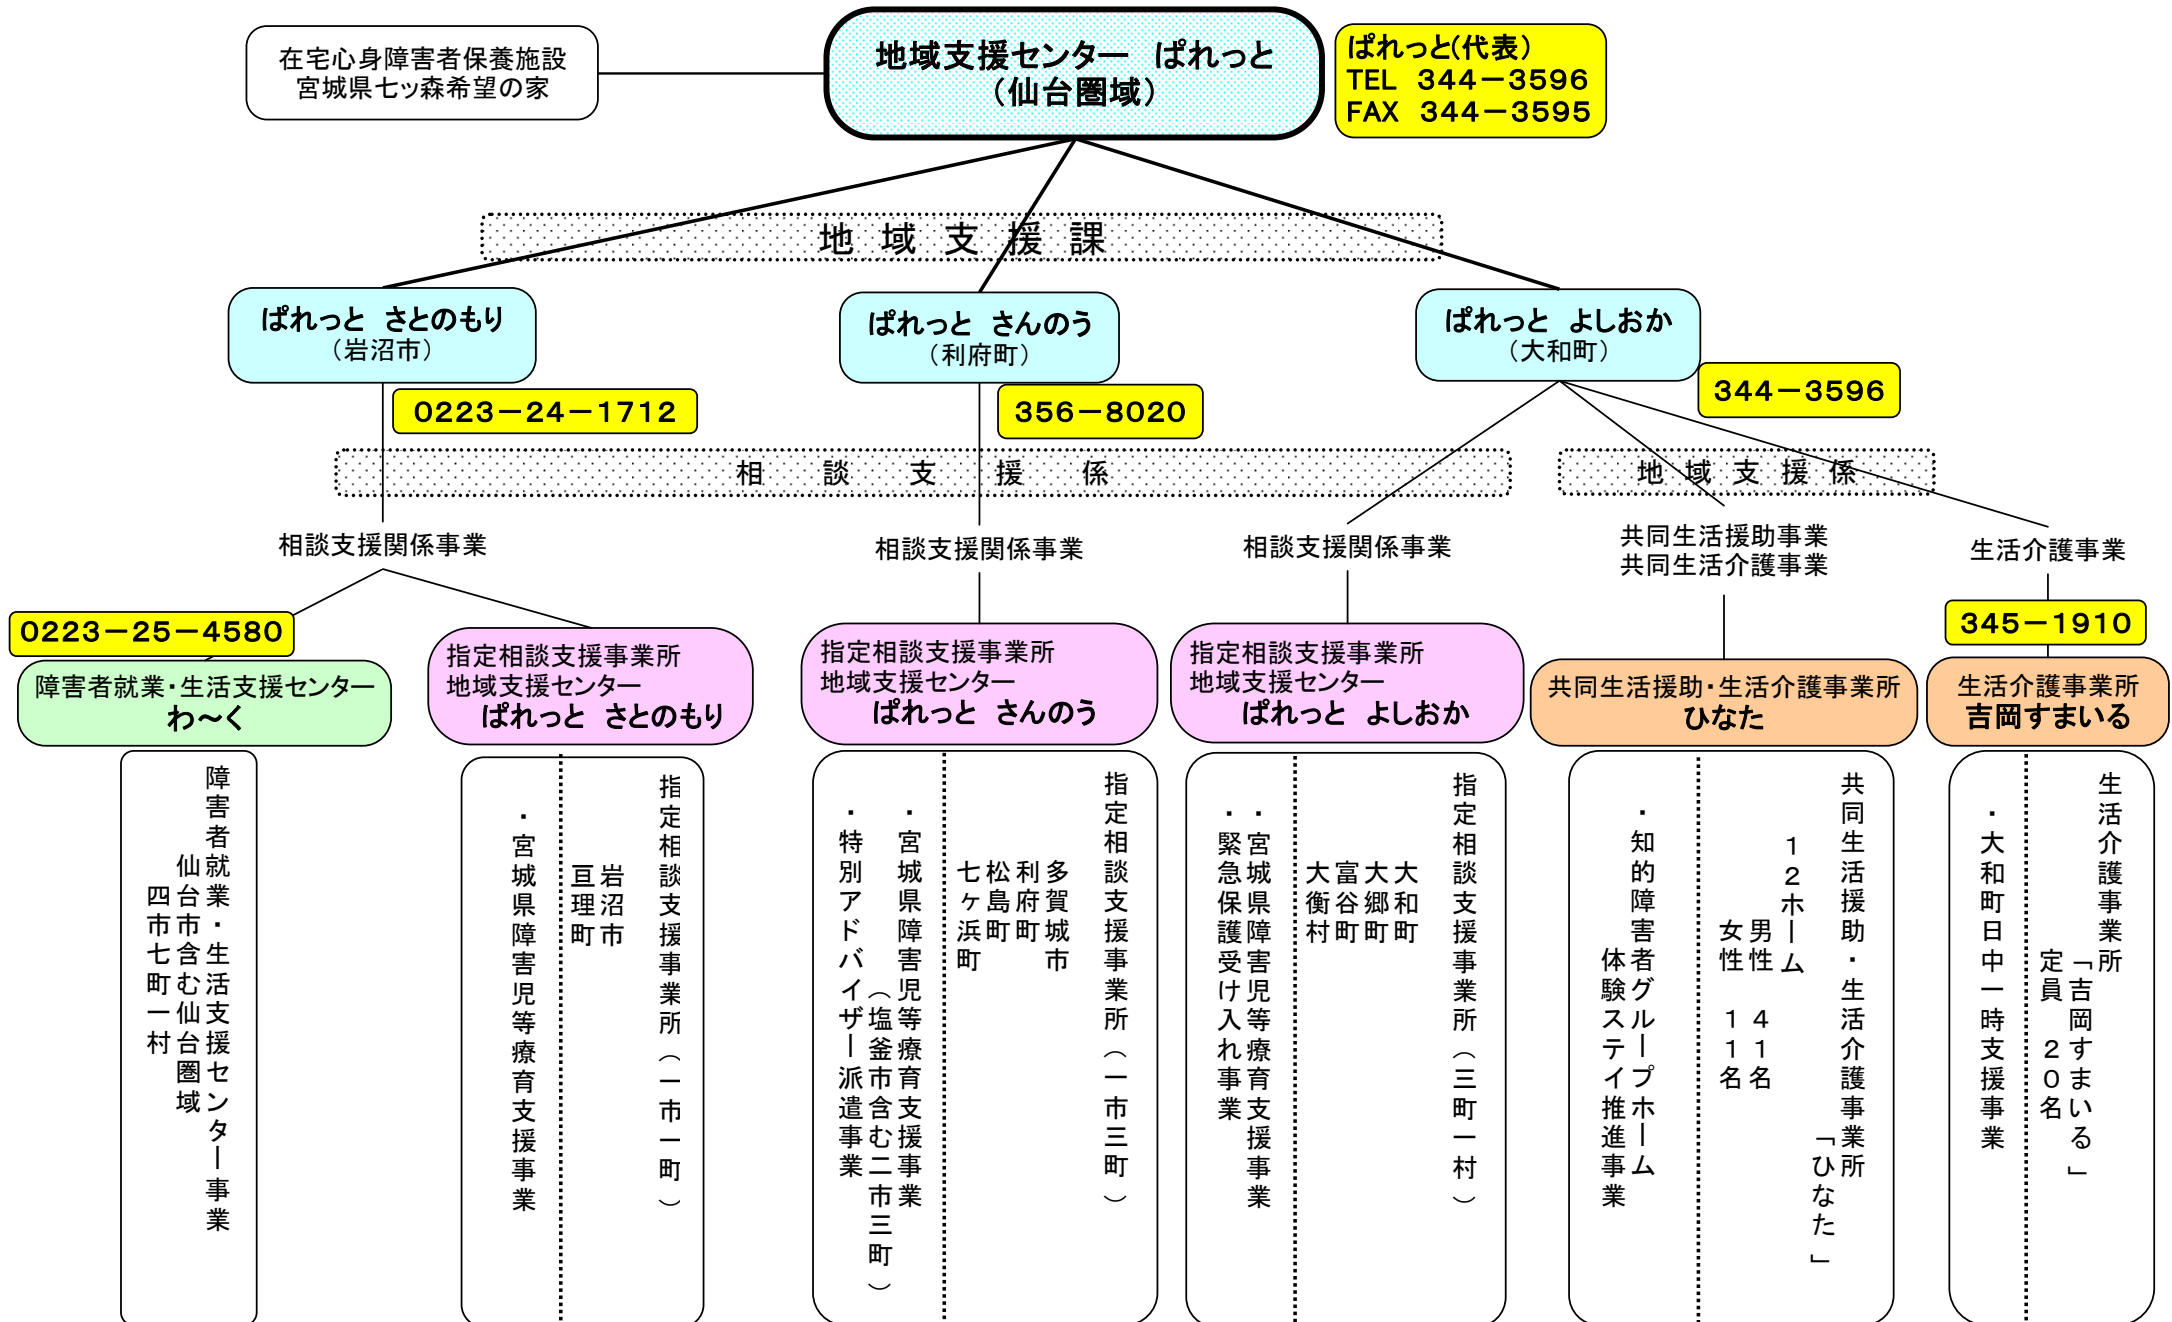 在宅心身障害者保養施設
宮城県七ッ森希望の家
地域支援センター　ぱれっと
（仙台圏域）
ぱれっと(代表）
TEL　344－3596
FAX　344－3595
地　域　支　援　課
ぱれっと　さとのもり
（岩沼市）
ぱれっと　さんのう
（利府町）
ぱれっと　よしおか
（大和町）
0223－24－1712
356－8020
344－3596
相　談　支　援　係
地　域　支　援　係
相談支援関係事業
相談支援関係事業
相談支援関係事業
共同生活援助事業
共同生活介護事業
生活介護事業
0223－25－4580
345－1910
障害者就業・生活支援センター
わ～く
指定相談支援事業所
地域支援センター
ぱれっと　さとのもり
指定相談支援事業所
地域支援センター
ぱれっと　さんのう
指定相談支援事業所
地域支援センター
ぱれっと　よしおか
共同生活援助・生活介護事業所
ひなた
生活介護事業所
吉岡すまいる
障害者就業・生活支援センター事業
仙台市含む仙台圏域
四市七町一村
指定相談支援事業所（一市一町）
岩沼市
亘理町
・宮城県障害児等療育支援事業
指定相談支援事業所（一市三町）
多賀城市
利府町
松島町
七ヶ浜町
・宮城県障害児等療育支援事業
（塩釜市含む二市三町）
・特別アドバイザー派遣事業
指定相談支援事業所（三町一村）
大和町
大郷町
富谷町
大衡村
・宮城県障害児等療育支援事業
・緊急保護受け入れ事業
共同生活援助・生活介護事業所
「ひなた」
１２ホーム
男性　４１名
女性　１１名
・知的障害者グループホーム
体験ステイ推進事業
生活介護事業所
「吉岡すまいる」
定員　２０名
・大和町日中一時支援事業